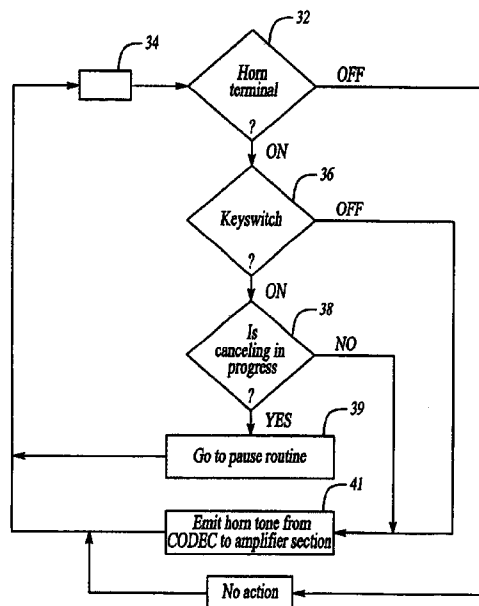 32
34
Horn
terminal
OFF
?
ON
36
Keyswitch
OFF
?
ON
38
Is
canceling in
progress
NO
?
YES
39
Go to pause routine
41
Emit horn tone from
CODEC to amplifier section
No action